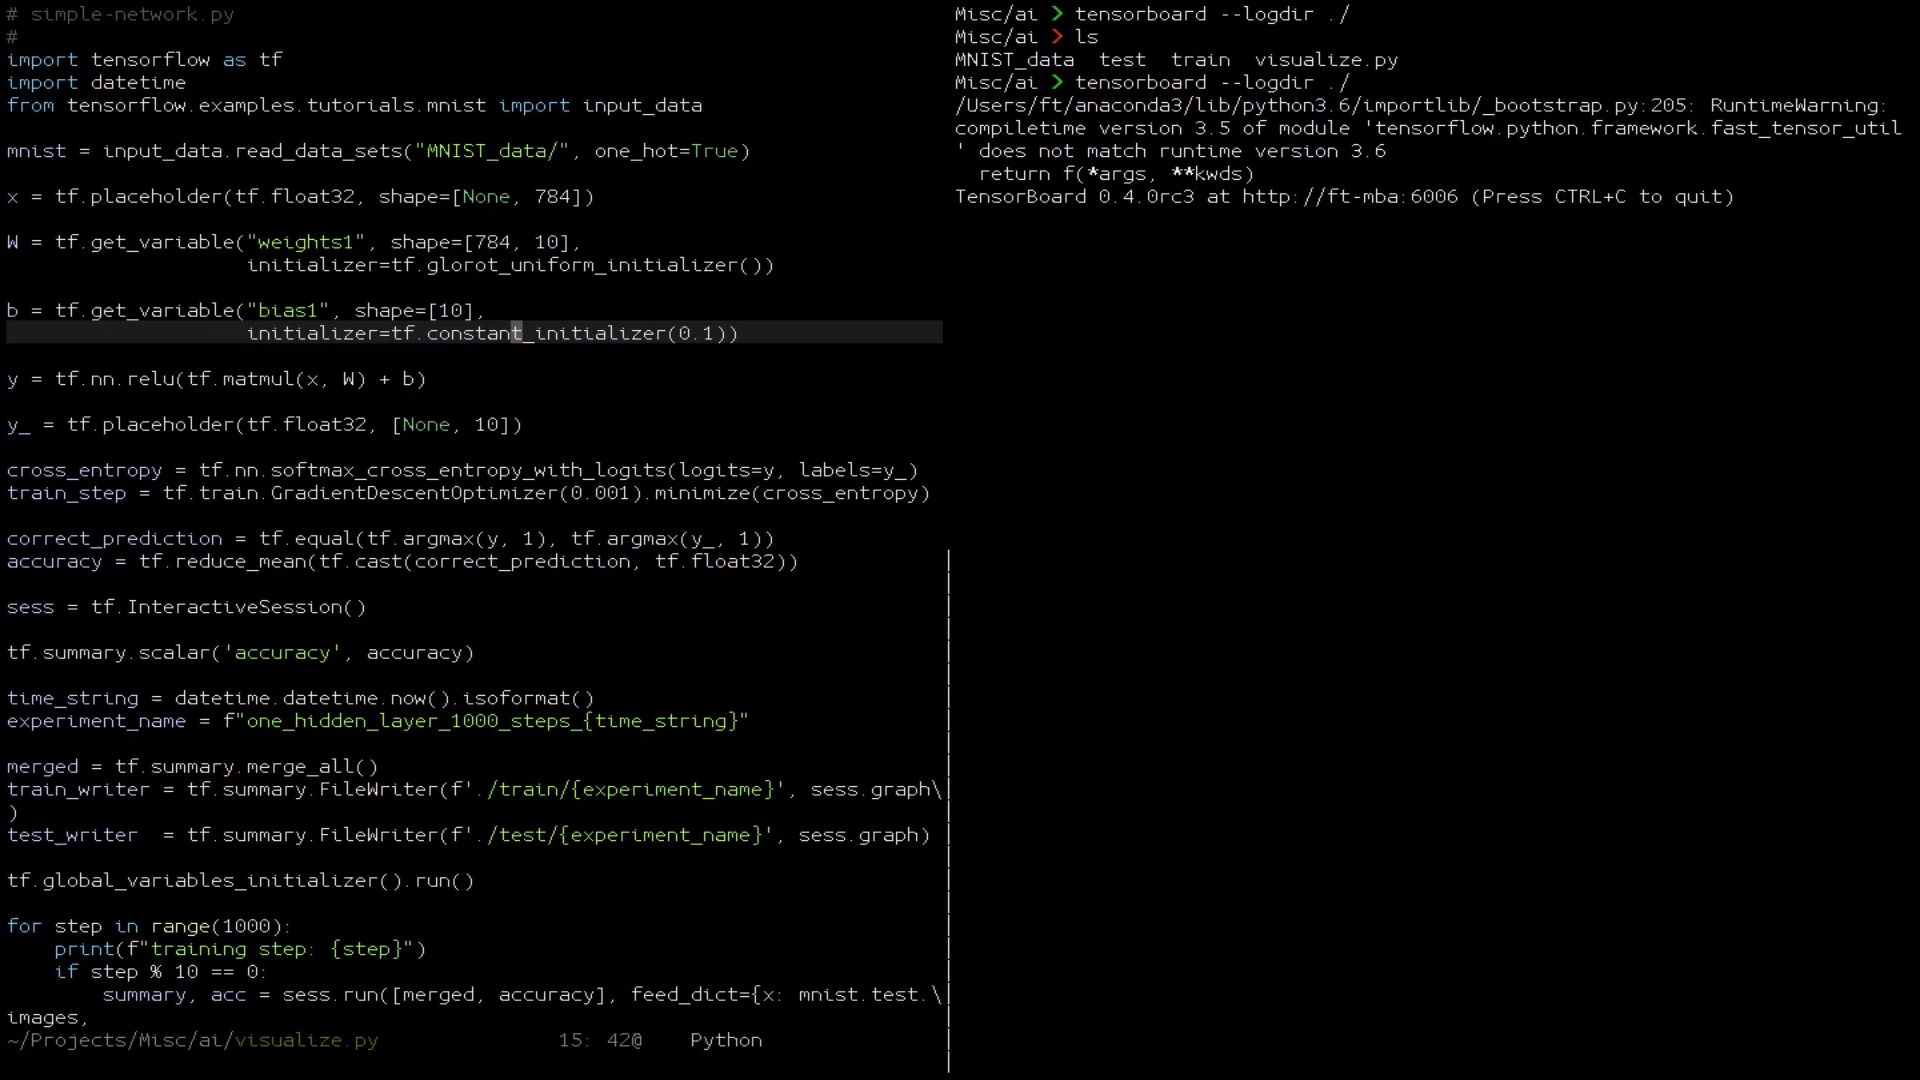 # simple-network.py
#
import tensorflow as tf
import datetime
from tensorflow.examples.tutorials.mnist import input_data
mnist = input_data.read_data_sets("MNIST_data/", one_hot=True)
x = tf.placeholder(tf.float32, shape=[None, 784])
W = tf.get_variable("weights1", shape=[784, 10],
                    initializer=tf.glorot_uniform_initializer())
b = tf.get_variable("bias1", shape=[10],
                    initializer=tf.constant_initializer(0.1))
y = tf.nn.relu(tf.matmul(x, W) + b)
y_ = tf.placeholder(tf.float32, [None, 10])
cross_entropy = tf.nn.softmax_cross_entropy_with_logits(logits=y, labels=y_)
train_step = tf.train.GradientDescentOptimizer(0.001).minimize(cross_entropy)
correct_prediction = tf.equal(tf.argmax(y, 1), tf.argmax(y_, 1))
accuracy = tf.reduce_mean(tf.cast(correct_prediction, tf.float32))
sess = tf.InteractiveSession()
tf.summary.scalar('accuracy', accuracy)
time_string = datetime.datetime.now().isoformat()
experiment_name = f"one_hidden_layer_1000_steps_{time_string}"
merged = tf.summary.merge_all()
train_writer = tf.summary.FileWriter(f'./train/{experiment_name}', sess.graph\
)
test_writer  = tf.summary.FileWriter(f'./test/{experiment_name}', sess.graph)
tf.global_variables_initializer().run()
for step in range(1000):
    print(f"training step: {step}")
    if step % 10 == 0:
        summary, acc = sess.run([merged, accuracy], feed_dict={x: mnist.test.\
images,
~/Projects/Misc/ai/visualize.py               15: 42@    Python
Misc/ai > tensorboard --logdir ./
Misc/ai > ls
MNIST_data  test  train  visualize.py
Misc/ai > tensorboard --logdir ./
/Users/ft/anaconda3/lib/python3.6/importlib/_bootstrap.py:205: RuntimeWarning:
compiletime version 3.5 of module 'tensorflow.python.framework.fast_tensor_util
' does not match runtime version 3.6
  return f(*args, **kwds)
TensorBoard 0.4.0rc3 at http://ft-mba:6006 (Press CTRL+C to quit)